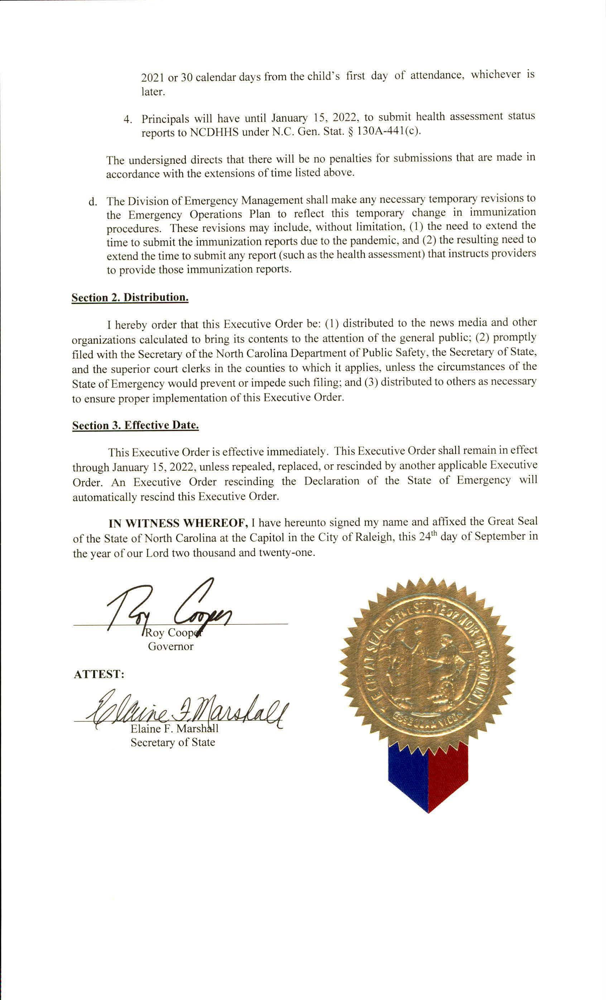 2021 or 30 calendar days from the child's first day of attendance, whichever is
later.
4. Principals will have until January 15, 2022, to submit health assessment status
reports to NCDHHS under N.C. Gen. Stat. § 130A-441(c).
The undersigned directs that there will be no penalties for submissions that are made in
accordance with the extensions of time listed above.
d. The Division of Emergency Management shall make any necessary temporary revisions to
the Emergency Operations Plan to reflect this temporary change in immunization
procedures. These revisions may include, without limitation, (1) the need to extend the
time to submit the immunization reports due to the pandemic, and (2) the resulting need to
extend the time to submit any report (such as the health assessment) that instructs providers
to provide those immunization reports.
Section 2. Distribution.
I hereby order that this Executive Order be: (1) distributed to the news media and other
organizations calculated to bring its contents to the attention of the general public; (2) promptly
filed with the Secretary of the North Carolina Department of Public Safety, the Secretary of State,
and the superior court clerks in the counties to which it applies, unless the circumstances of the
State of Emergency would prevent or impede such filing; and (3) distributed to others as necessary
to ensure proper implementation of this Executive Order.
Section 3. Effective Date.
This Executive Order is effective immediately. This Executive Order shall remain in effect
through January 15, 2022, unless repealed, replaced, or rescinded by another applicable Executive
Order. An Executive Order rescinding the Declaration of the State of Emergency will
automatically rescind this Executive Order.
IN WITNESS WHEREOF, I have hereunto signed my name and affixed the Great Seal
of the State of North Carolina at the Capitol in the City of Raleigh, this 24th day of September in
the year of our Lord two thousand and twenty-one.
Roy Cooper
Roy Cooper
Governor
ATTEST:
Elaine F. Marshall
Elaine F. Marshall
Secretary of State
GREAT SEAL OF THE STATE OF NORTH CAROLINA
ESSE QUAM VIDERI